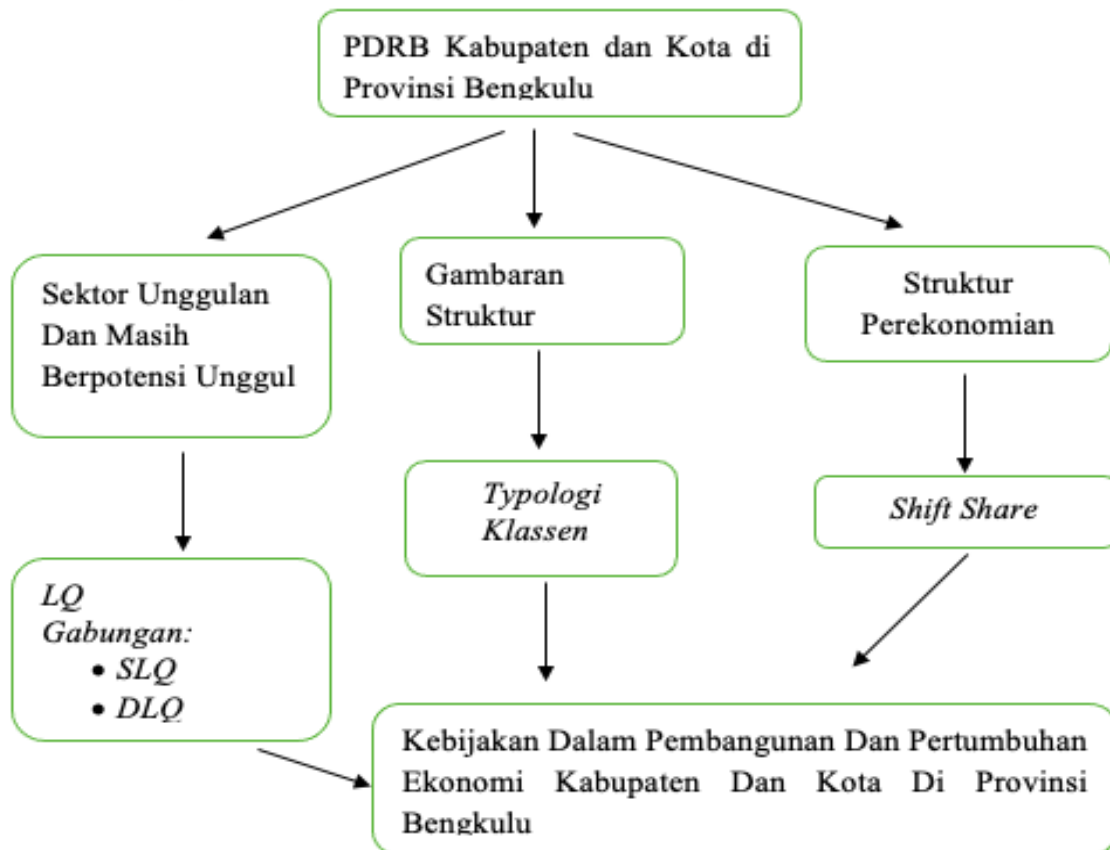 PDRB Kabupaten dan Kota di
Provinsi Bengkulu
Sektor Unggulan
Dan Masih
Berpotensi Unggul
Gambaran
Struktur
Struktur
Perekonomian
Typologi
Klassen
Shift Share
LQ
Gabungan:
• SLQ
• DLQ
Kebijakan Dalam Pembangunan Dan Pertumbuhan
Ekonomi Kabupaten Dan Kota Di Provinsi
Bengkulu